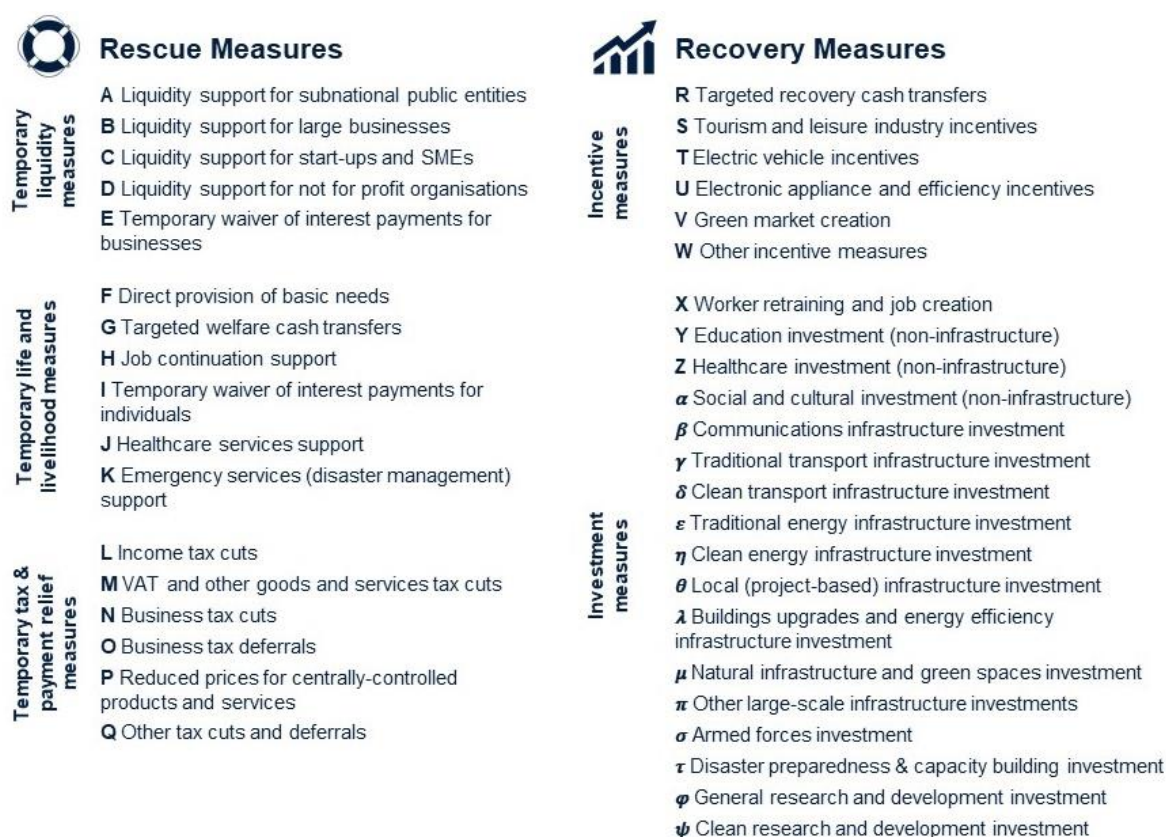 Rescue Measures
Temporary
liquidity
measures
A Liquidity support for subnational public entities
B Liquidity support for large businesses
C Liquidity support for start-ups and SMEs
D Liquidity support for not for profit organisations
E Temporary waiver of interest payments for
businesses
Temporary life and
livelihood measures
F Direct provision of basic needs
G Targeted welfare cash transfers
H Job continuation support
I Temporary waiver of interest payments for
individuals
J Healthcare services support
K Emergency services (disaster management)
support
Temporary tax &
payment relief
measures
L Income tax cuts
M VAT and other goods and services tax cuts
N Business tax cuts
O Business tax deferrals
P Reduced prices for centrally-controlled
products and services
Q Other tax cuts and deferrals
Recovery Measures
Incentive
measures
R Targeted recovery cash transfers
S Tourism and leisure industry incentives
T Electric vehicle incentives
U Electronic appliance and efficiency incentives
V Green market creation
W Other incentive measures
Investment
measures
X Worker retraining and job creation
Y Education investment (non-infrastructure)
Z Healthcare investment (non-infrastructure)
α Social and cultural investment (non-infrastructure)
β Communications infrastructure investment
γ Traditional transport infrastructure investment
δ Clean transport infrastructure investment
ε Traditional energy infrastructure investment
η Clean energy infrastructure investment
θ Local (project-based) infrastructure investment
λ Buildings upgrades and energy efficiency
infrastructure investment
μ Natural infrastructure and green spaces investment
π Other large-scale infrastructure investments
σ Armed forces investment
τ Disaster preparedness & capacity building investment
φ General research and development investment
ψ Clean research and development investment